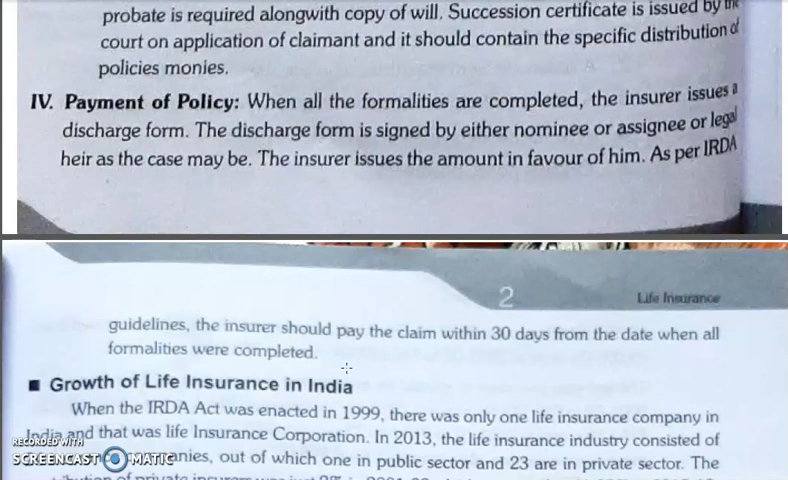 probate is required alongwith copy of will. Succession certificate is issued by the
court on application of claimant and it should contain the specific distribution of
policies monies.
IV. Payment of Policy: When all the formalities are completed, the insurer issues a
discharge form. The discharge form is signed by either nominee or assignee or legal
heir as the case may be. The insurer issues the amount in favour of him. As per IRDA
2
Life Insurance
guidelines, the insurer should pay the claim within 30 days from the date when all
formalities were completed.
■ Growth of Life Insurance in India
When the IRDA Act was enacted in 1999, there was only one life insurance company in
India and that was life Insurance Corporation. In 2013, the life insurance industry consisted of
anies, out of which one in public sector and 23 are in private sector. The
RECORDED WITH
SCREENCAST MATIC